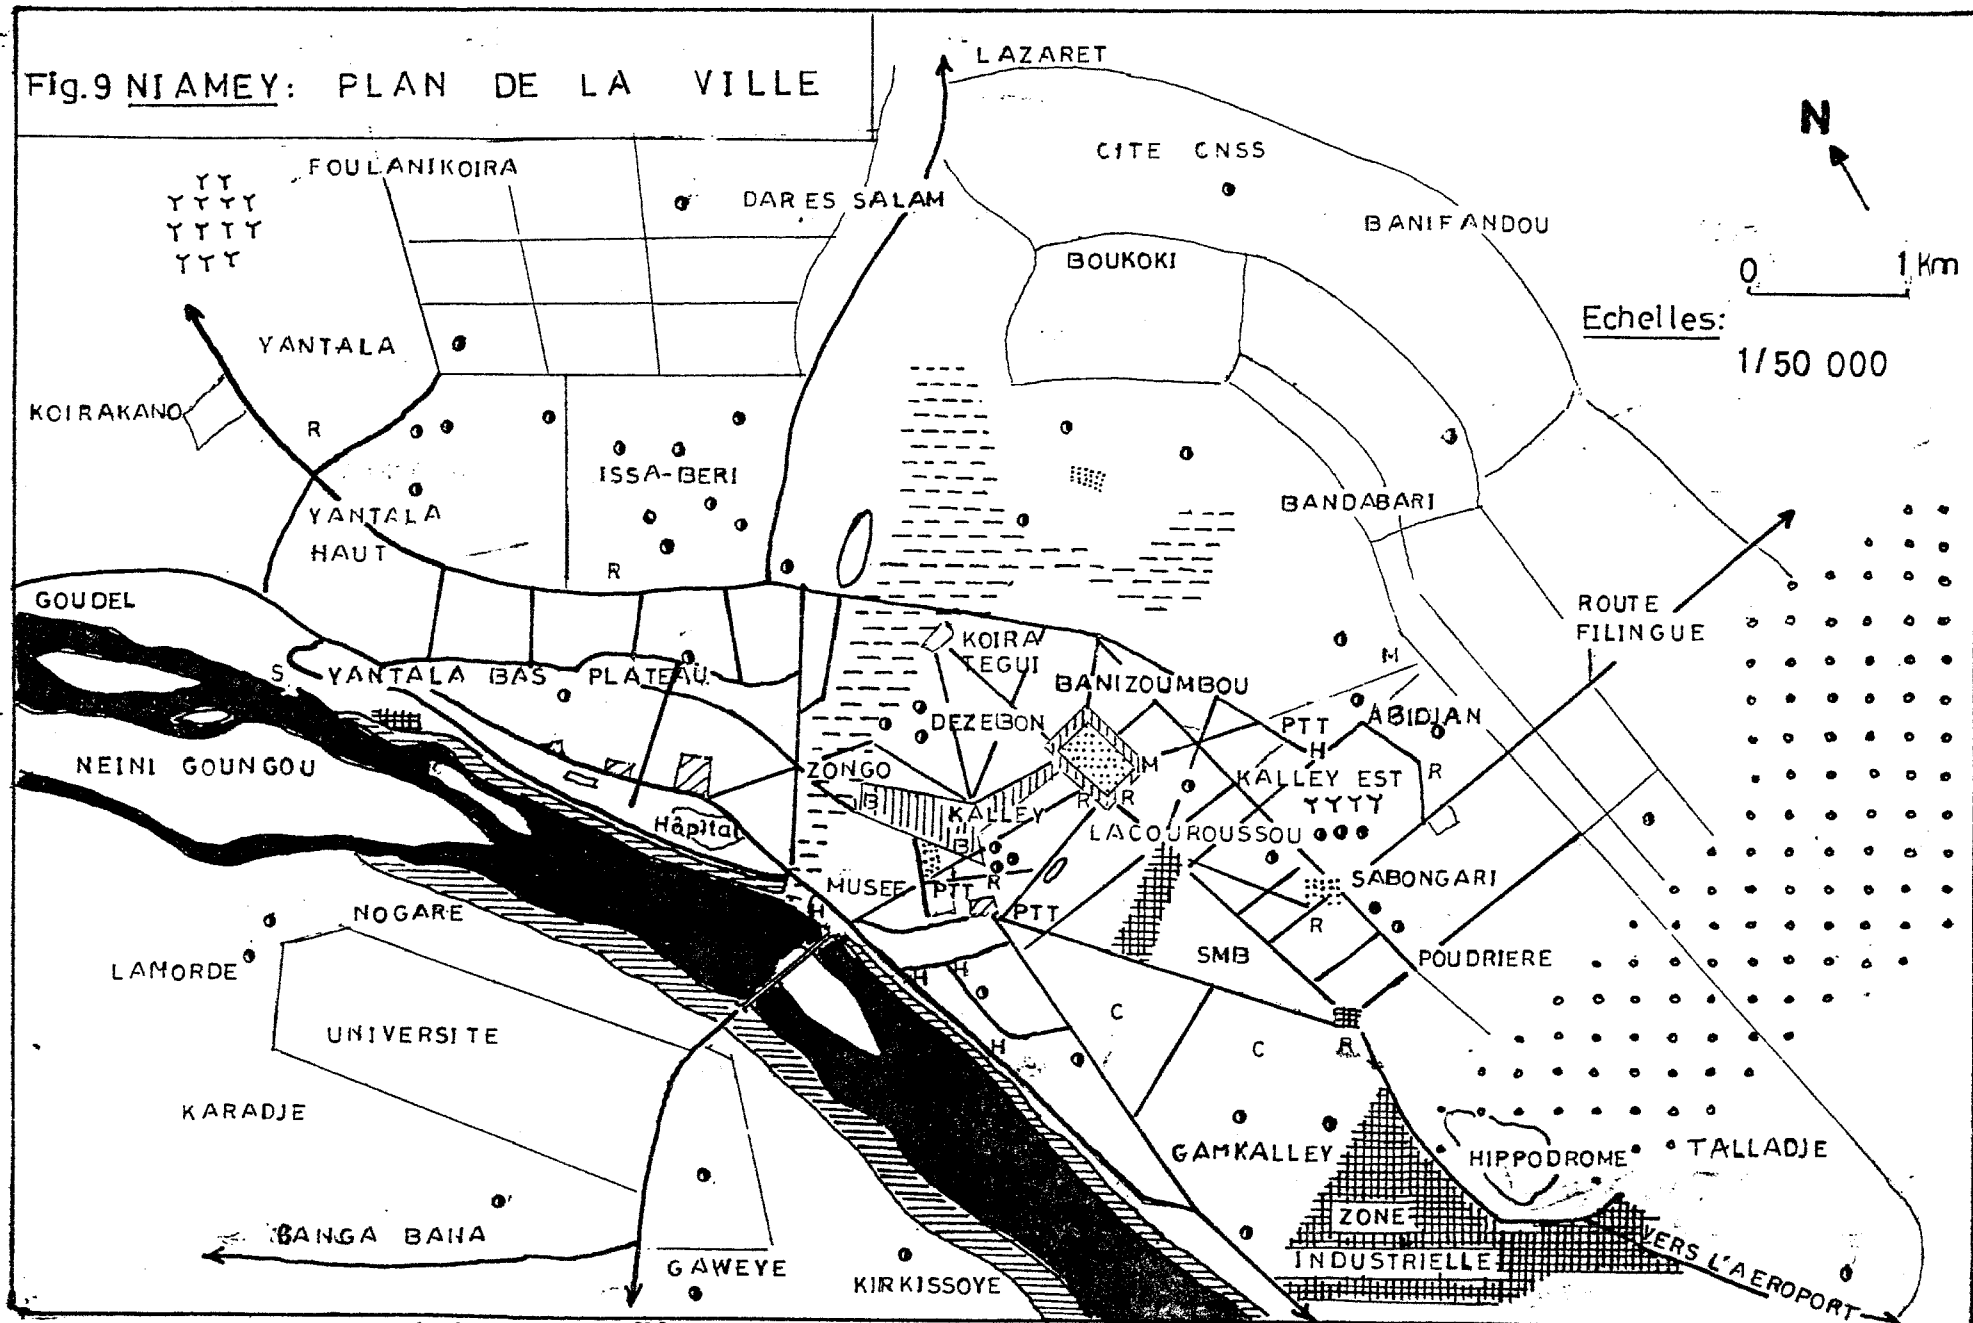 Fig.9 NIAMEY: PLAN DE LA VILLE
LAZARET
N
CITE CNSS
FOULANIKOIRA
DARES SALAM
BANIFANDOU
BOUKOKI
0 1 Km
Echelles:
1/50 000
YANTALA
KOIRAKANO
R
ISSA-BERI
BANDABARI
YANTALA
HAUT
R
GOUDEL
ROUTE
FILINGUE
KOIRA
TEGUI
M
S
YANTALA BAS
PLATEAU
BANIZOUMBOU
DEZEBON
PTT
ABIDJAN
H
NEINI GOUNGOU
ZONGO
M
KALLEY EST
R
B
R
R
KALLEY
Hôpital
LACOUROUSSOU
B
MUSEE
PTT
R
SABONGARI
NOGARE
H
PTT
R
LAMORDE
SMB
POUDRIERE
H
H
C
UNIVERSITE
H
C
R
KARADJE
GAMKALLEY
HIPPODROME
TALLADJE
ZONE
INDUSTRIELLE
BANGA BANA
GAWEYE
KIRKISSOYE
VERS L'AEROPORT